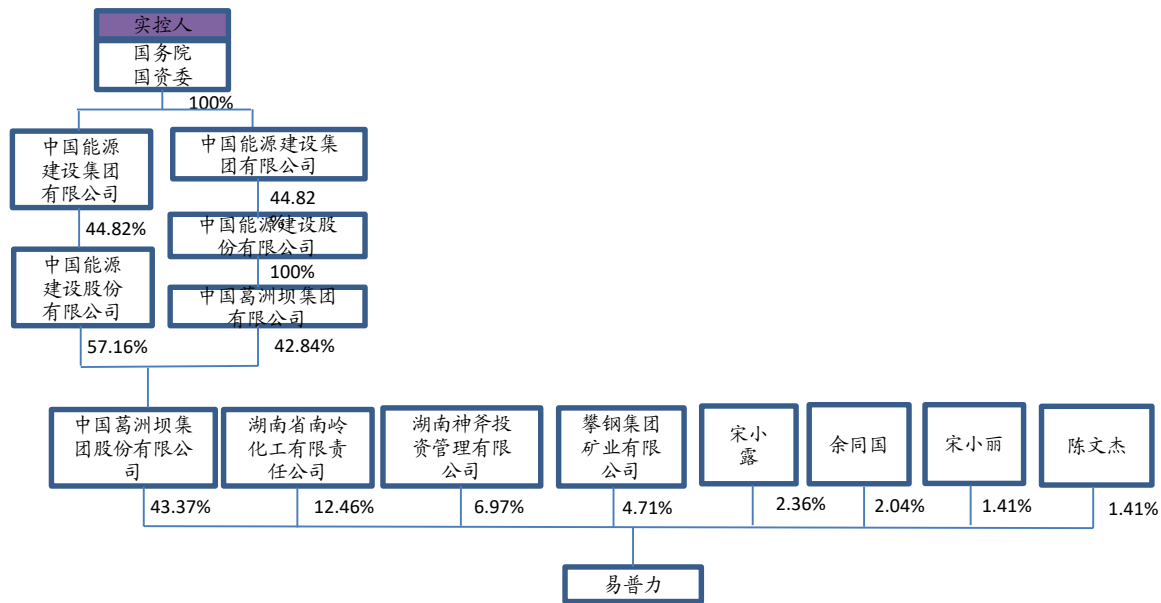 实控人
国务院
国资委
100%
中国能源
建设集团
有限公司
中国能源建设集
团有限公司
44.82%
44.82
%
中国能源
建设股份
有限公司
中国能源建设股
份有限公司
100%
中国葛洲坝集团
有限公司
57.16%
42.84%
中国葛洲坝集
团股份有限公
司
湖南省南岭
化工有限责
任公司
湖南神斧投
资管理有限
公司
攀钢集团
矿业有限
公司
宋小
露
余同国
宋小丽
陈文杰
43.37%
12.46%
6.97%
4.71%
2.36%
2.04%
1.41%
1.41%
易普力